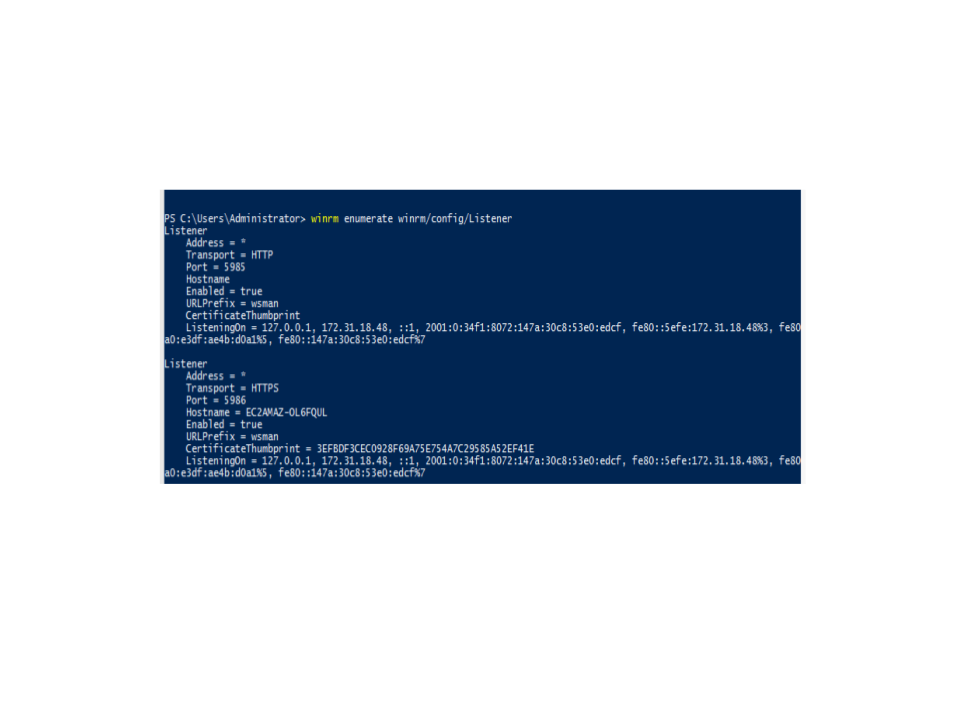 PS C:\Users\Administrator> winrm enumerate winrm/config/Listener
Listener
Address = *
Transport = HTTP
Port = 5985
Hostname
Enabled = true
URLPrefix = wsman
CertificateThumbprint
ListeningOn = 127.0.0.1, 172.31.18.48, ::1, 2001:0:34f1:8072:147a:30c8:53e0:edcf, fe80::5efe:172.31.18.48%3, fe80
a0:e3df:ae4b:d0a1%5, fe80::147a:30c8:53e0:edcf%7
Listener
Address = *
Transport = HTTPS
Port = 5986
Hostname = EC2AMAZ-OL6FQUL
Enabled = true
URLPrefix = wsman
CertificateThumbprint = 3EFBDF3CEC0928F69A75E754A7C29585A52EF41E
ListeningOn = 127.0.0.1, 172.31.18.48, ::1, 2001:0:34f1:8072:147a:30c8:53e0:edcf, fe80::5efe:172.31.18.48%3, fe80
a0:e3df:ae4b:d0a1%5, fe80::147a:30c8:53e0:edcf%7